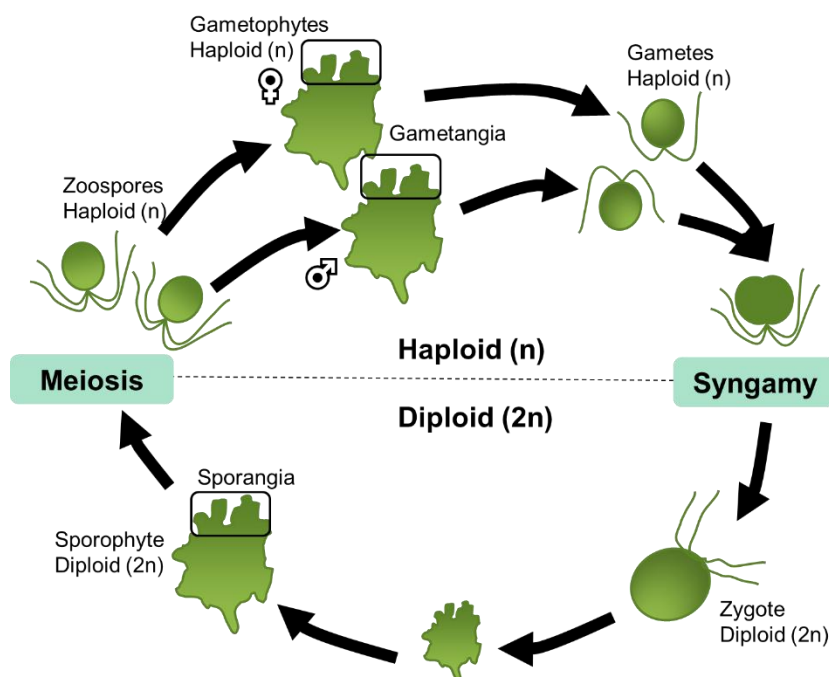 Gametophytes
Haploid (n)
Gametes
Haploid (n)
Gametangia
Zoospores
Haploid (n)
Haploid (n)
Meiosis
Syngamy
Diploid (2n)
Sporangia
Sporophyte
Diploid (2n)
Zygote
Diploid (2n)